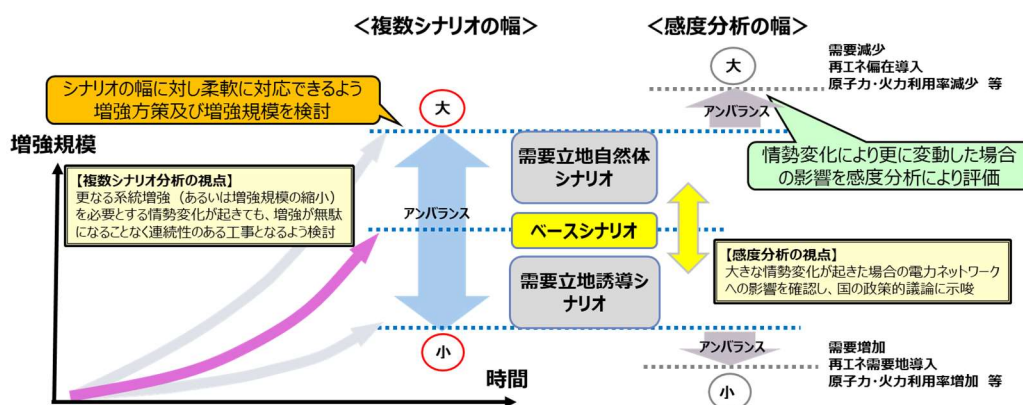 <複数シナリオの幅>
<感度分析の幅>
シナリオの幅に対し柔軟に対応できるよう
増強方策及び増強規模を検討
大
大
需要減少
再エネ偏在導入
原子力・火力利用率減少 等
アンバランス
増強規模
【複数シナリオ分析の視点】
更なる系統増強（あるいは増強規模の縮小）
を必要とする情勢変化が起きても、増強が無駄
になることなく連続性のある工事となるよう検討
アンバランス
需要立地自然体
シナリオ
ベースシナリオ
需要立地誘導シ
ナリオ
情勢変化により更に変動した場合
の影響を感度分析により評価
【感度分析の視点】
大きな情勢変化が起きた場合の電力ネットワーク
への影響を確認し、国の政策的議論に示唆
小
時間
アンバランス
小
需要増加
再エネ需要地導入
原子力・火力利用率増加 等